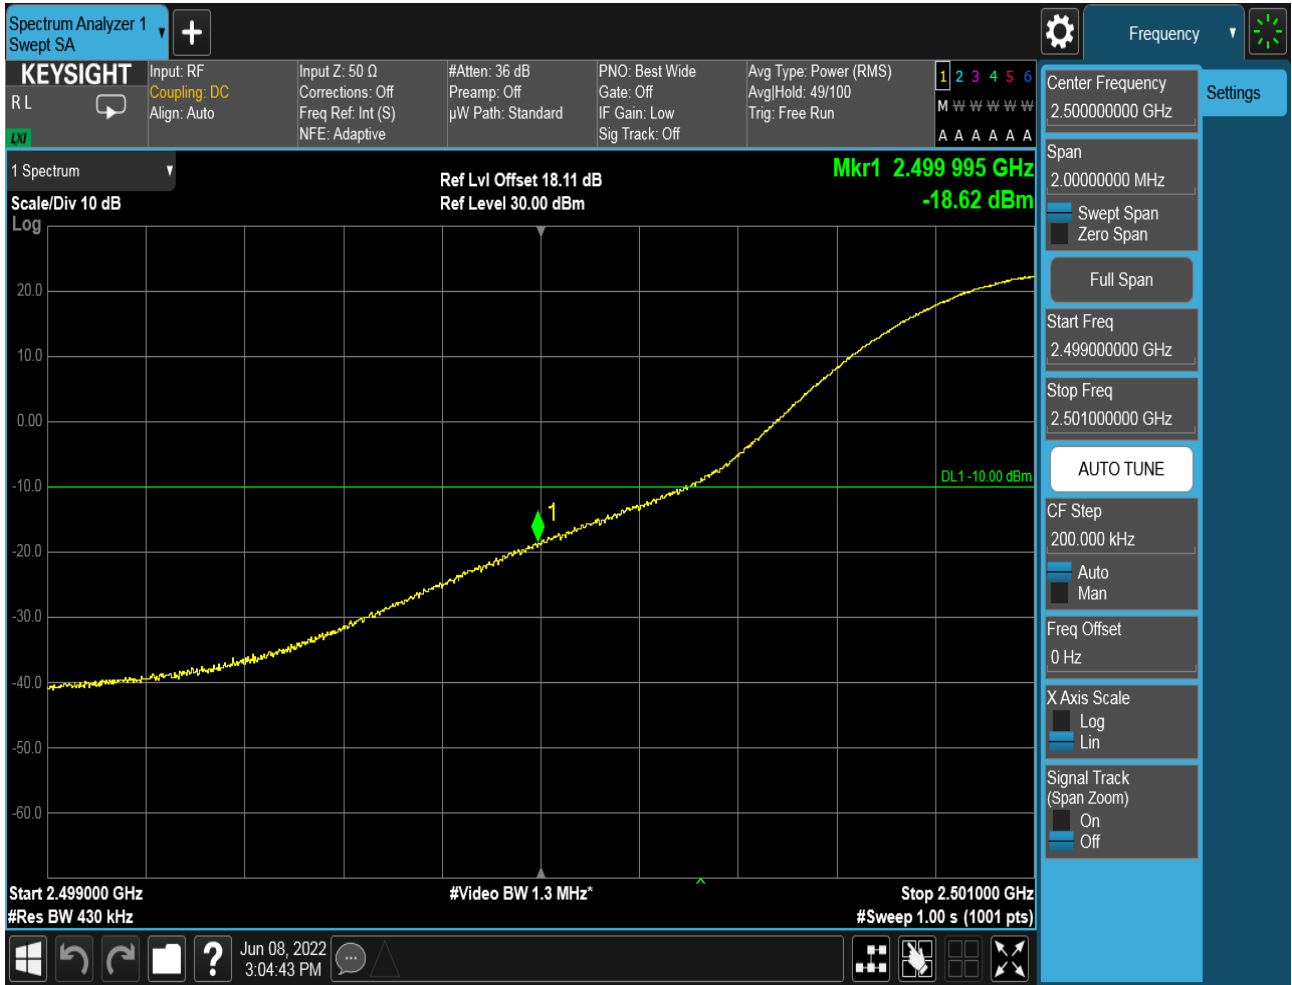 Spectrum Analyzer 1
Swept SA
Frequency
KEYSIGHT
R L
LXI
Input: RF
Coupling: DC
Align: Auto
Input Z: 50 Ω
Corrections: Off
Freq Ref: Int (S)
NFE: Adaptive
#Atten: 36 dB
Preamp: Off
µW Path: Standard
PNO: Best Wide
Gate: Off
IF Gain: Low
Sig Track: Off
Avg Type: Power (RMS)
Avg|Hold: 49/100
Trig: Free Run
1 2 3 4 5 6
M W W W W W
A A A A A A
1 Spectrum
Scale/Div 10 dB
Log
Ref Lvl Offset 18.11 dB
Ref Level 30.00 dBm
Mkr1 2.499 995 GHz
-18.62 dBm
20.0
10.0
0.00
-10.0
-20.0
-30.0
-40.0
-50.0
-60.0
DL1 -10.00 dBm
1
Start 2.499000 GHz
#Res BW 430 kHz
#Video BW 1.3 MHz*
Stop 2.501000 GHz
#Sweep 1.00 s (1001 pts)
Jun 08, 2022
3:04:43 PM
?
Settings
Center Frequency
2.500000000 GHz
Span
2.00000000 MHz
Swept Span
Zero Span
Full Span
Start Freq
2.499000000 GHz
Stop Freq
2.501000000 GHz
AUTO TUNE
CF Step
200.000 kHz
Auto
Man
Freq Offset
0 Hz
X Axis Scale
Log
Lin
Signal Track
(Span Zoom)
On
Off